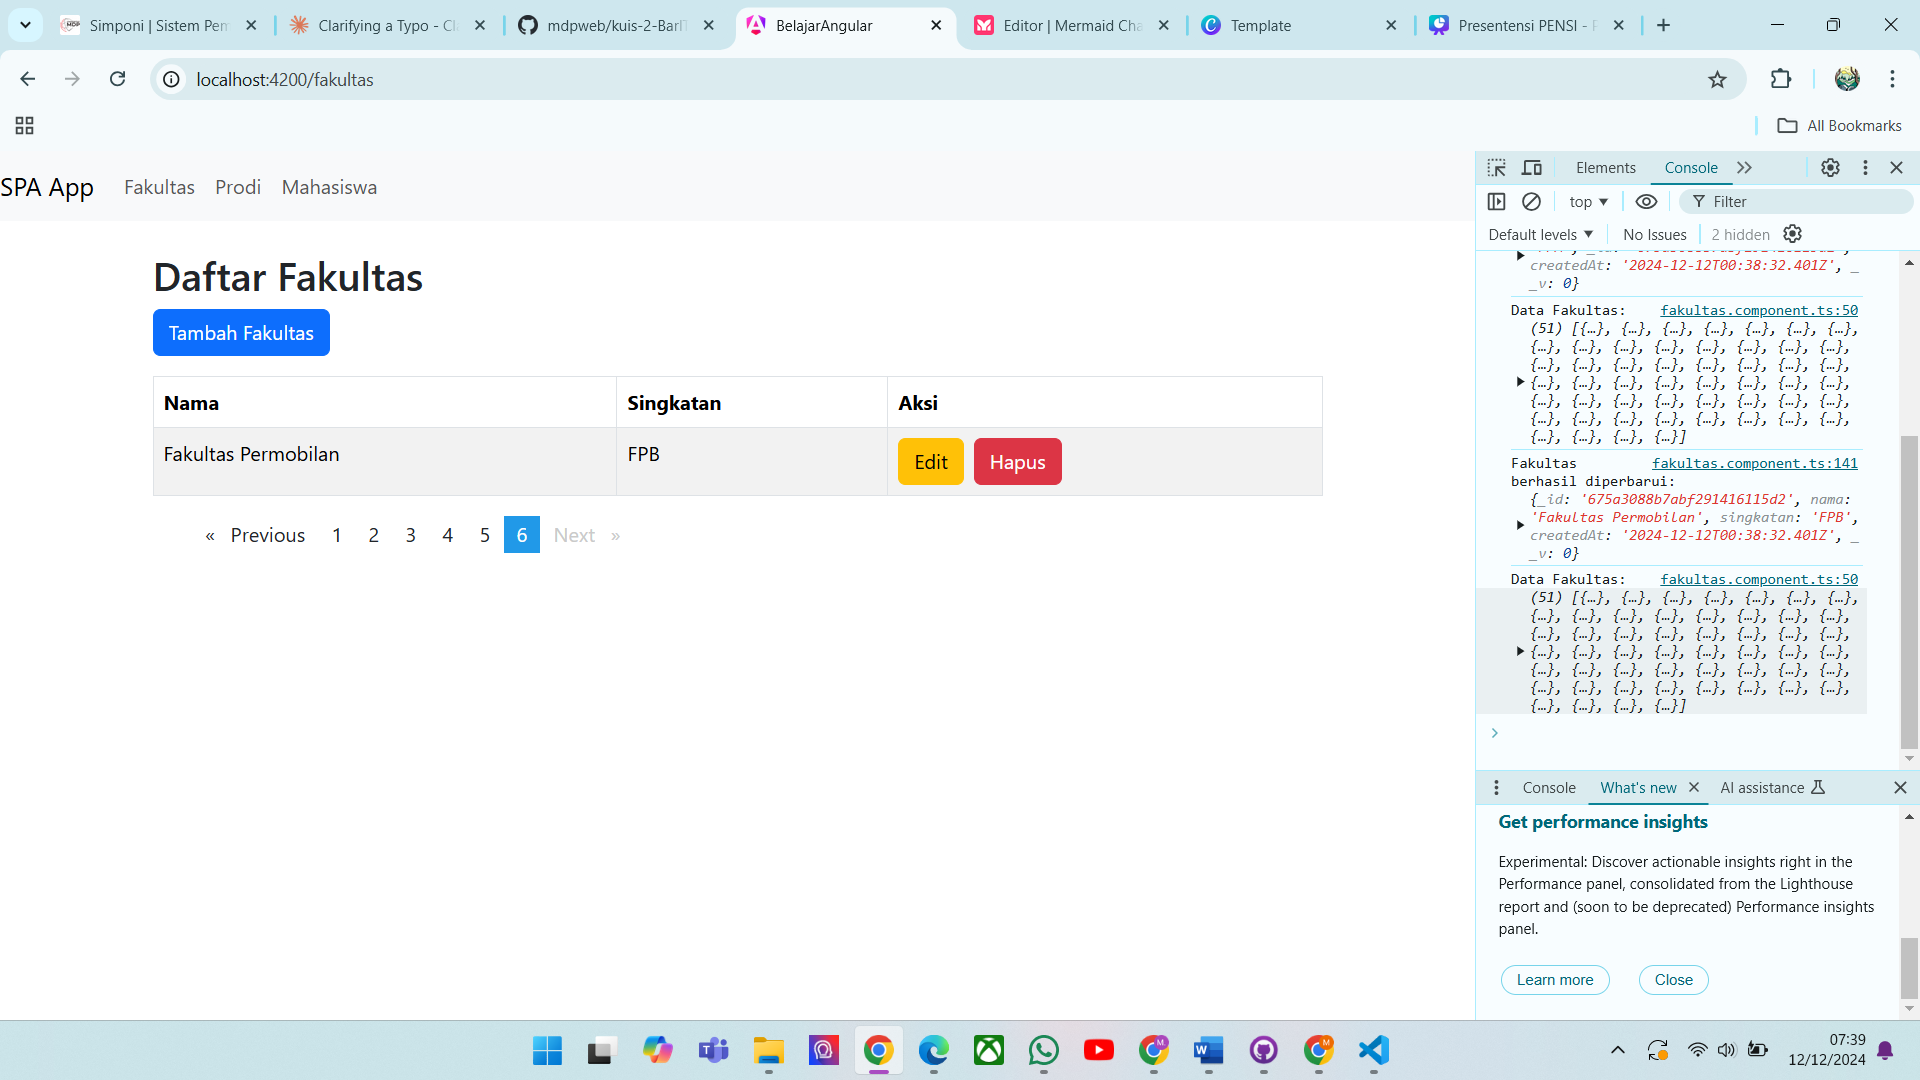 Simponi | Sistem Pem
Clarifying a Typo - Cl
mdpweb/kuis-2-BarIT
BelajarAngular
Editor | Mermaid Cha
Template
Presentensi PENSI - P
localhost:4200/fakultas
All Bookmarks
SPA App
Fakultas
Prodi
Mahasiswa
Daftar Fakultas
Tambah Fakultas
Nama
Singkatan
Aksi
Fakultas Permobilan
FPB
Edit
Hapus
« Previous 1 2 3 4 5 6 Next »
Elements
Console
top
Filter
Default levels
No Issues
2 hidden
createdAt: '2024-12-12T00:38:32.401Z', _
_v: 0}
Data Fakultas: fakultas.component.ts:50
(51) [{…}, {…}, {…}, {…}, {…}, {…}, {…},
{…}, {…}, {…}, {…}, {…}, {…}, {…}, {…},
{…}, {…}, {…}, {…}, {…}, {…}, {…}, {…},
{…}, {…}, {…}, {…}, {…}, {…}, {…}, {…},
{…}, {…}, {…}, {…}, {…}, {…}, {…}, {…},
{…}, {…}, {…}, {…}, {…}, {…}, {…}, {…},
{…}, {…}, {…}, {…}]
Fakultas fakultas.component.ts:141
berhasil diperbarui:
{_id: '675a3088b7abf291416115d2', nama:
'Fakultas Permobilan', singkatan: 'FPB',
createdAt: '2024-12-12T00:38:32.401Z', _
_v: 0}
Data Fakultas: fakultas.component.ts:50
(51) [{…}, {…}, {…}, {…}, {…}, {…}, {…},
{…}, {…}, {…}, {…}, {…}, {…}, {…}, {…},
{…}, {…}, {…}, {…}, {…}, {…}, {…}, {…},
{…}, {…}, {…}, {…}, {…}, {…}, {…}, {…},
{…}, {…}, {…}, {…}, {…}, {…}, {…}, {…},
{…}, {…}, {…}, {…}, {…}, {…}, {…}, {…},
{…}, {…}, {…}, {…}]
Console
What's new
AI assistance
Get performance insights
Experimental: Discover actionable insights right in the
Performance panel, consolidated from the Lighthouse
report and (soon to be deprecated) Performance insights
panel.
Learn more
Close
07:39
12/12/2024